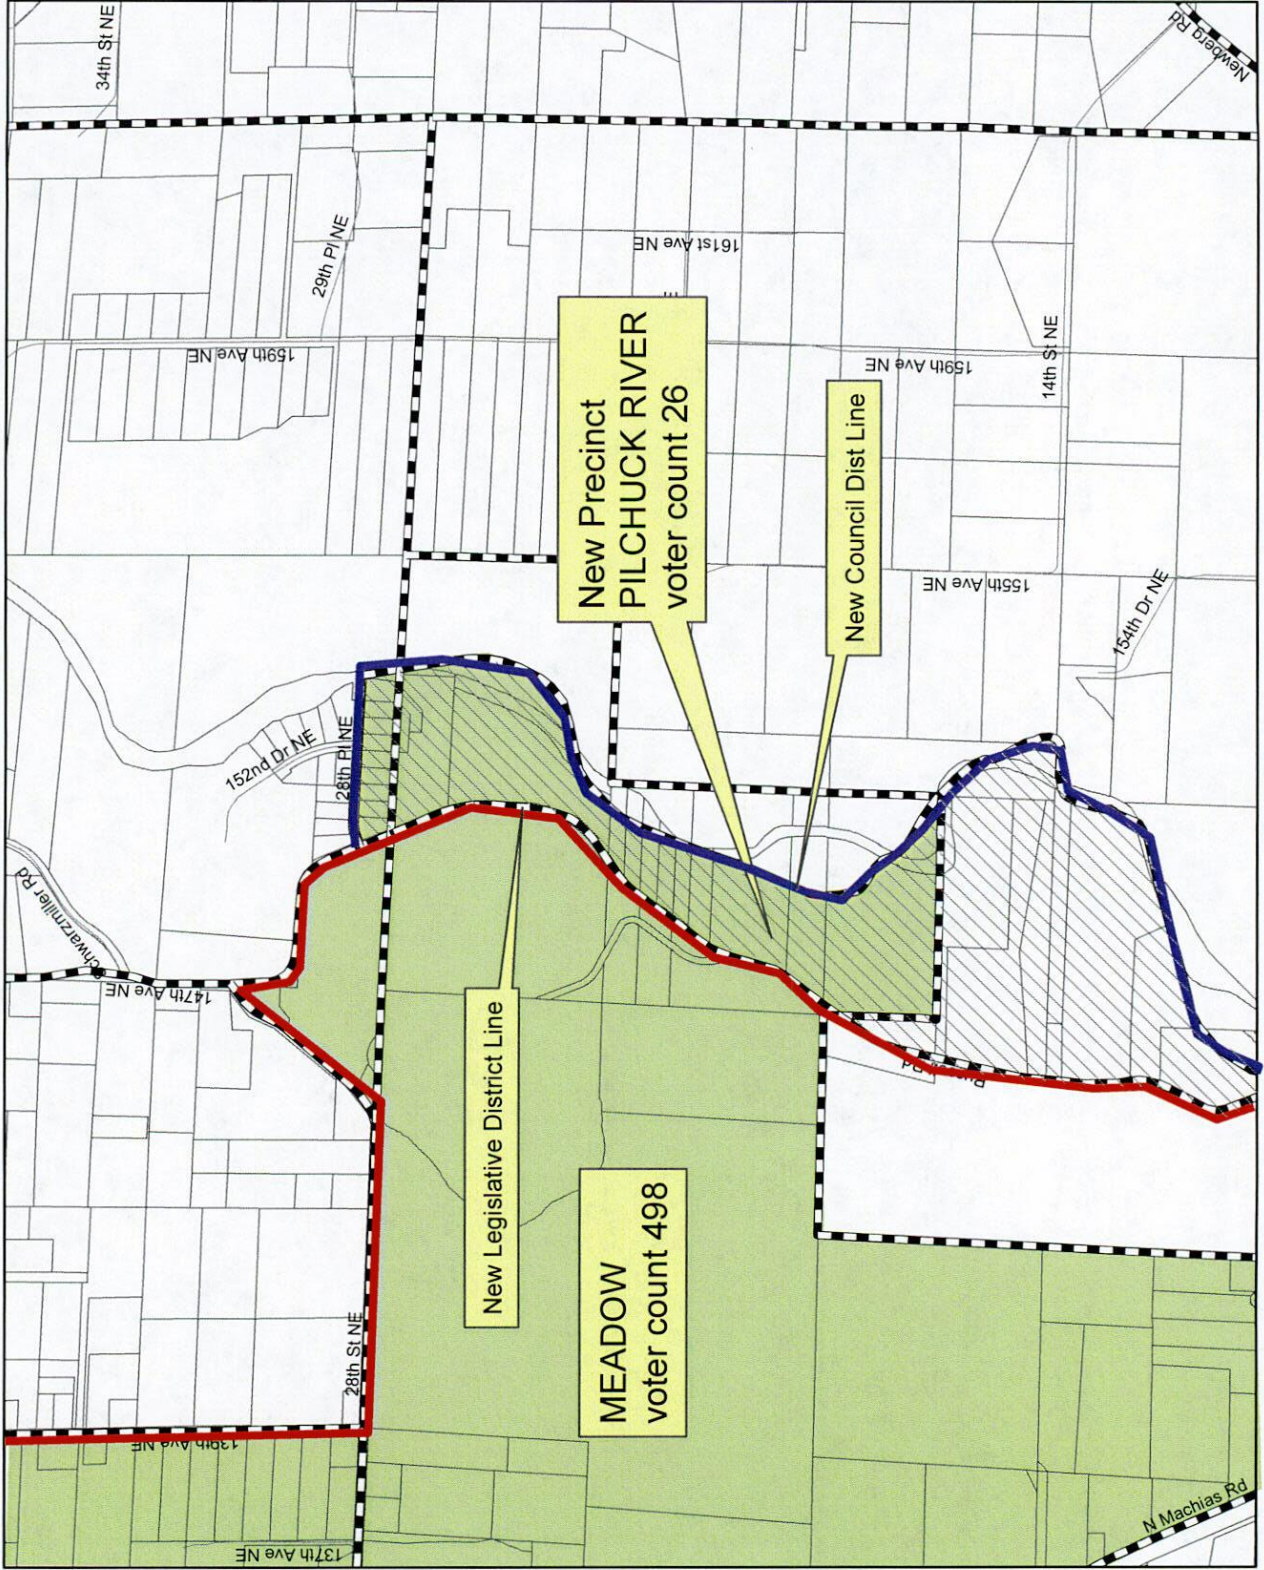 34th St NE
Newberg Rd
29th Pl NE
161st Ave NE
159th Ave NE
New Precinct
PILCHUCK RIVER
voter count 26
159th Ave NE
14th St NE
New Council Dist Line
155th Ave NE
154th Dr NE
152nd Dr NE
28th Pl NE
chwarzmiller Rd
147th Ave NE
New Legislative District Line
Rd
MEADOW
voter count 498
28th St NE
139th Ave NE
137th Ave NE
N Machias Rd